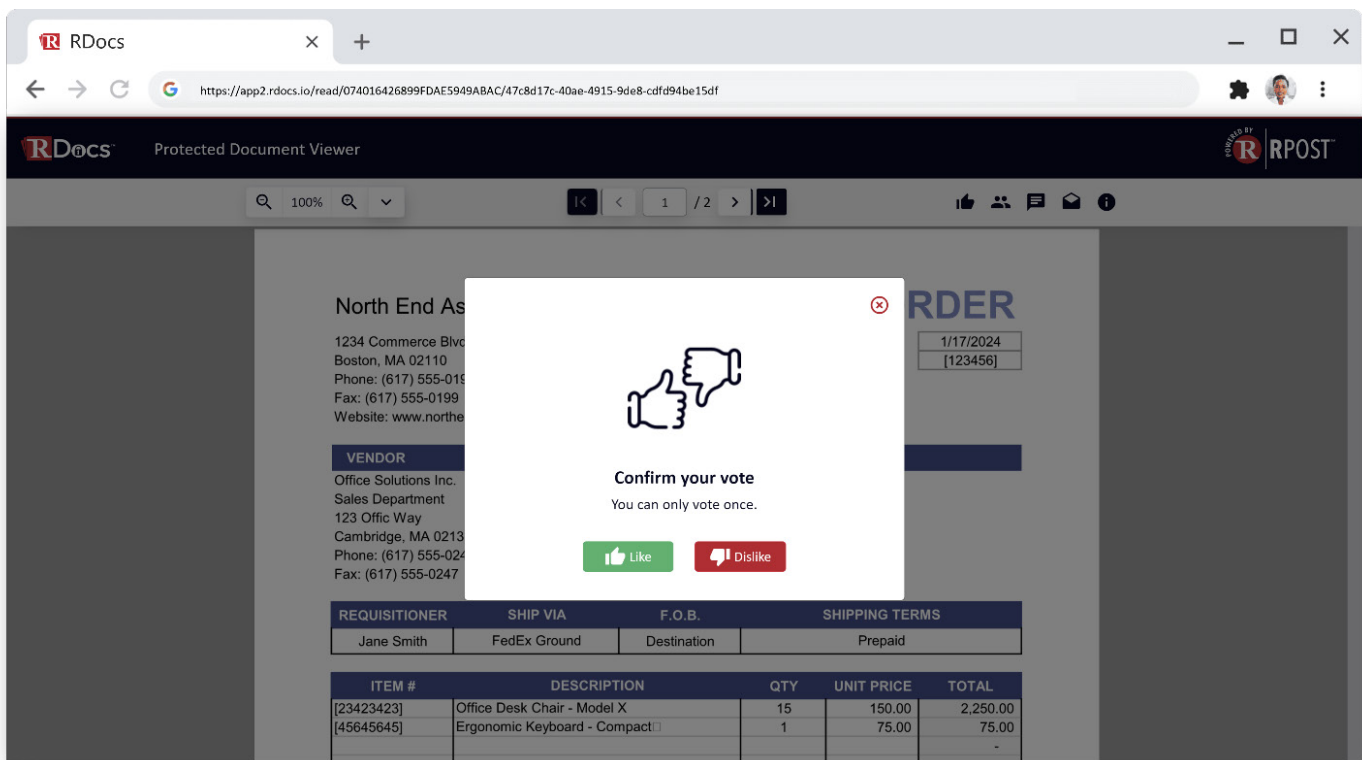 RDocs
https://app2.rdocs.io/read/074016426899FDAE5949ABAC/47c8d17c-40ae-4915-9de8-cdfd94be15df
RDocs Protected Document Viewer
POWERED BY R RPOST™
100% 1 / 2
North End As
RDER
1234 Commerce Blvd
1/17/2024
Boston, MA 02110
[123456]
Phone: (617) 555-019
Fax: (617) 555-0199
Website: www.northe
VENDOR
Office Solutions Inc.
Sales Department
123 Offic Way
Cambridge, MA 0213
Phone: (617) 555-024
Fax: (617) 555-0247
Confirm your vote
You can only vote once.
Like Dislike
REQUISITIONER SHIP VIA F.O.B. SHIPPING TERMS
Jane Smith FedEx Ground Destination Prepaid
ITEM # DESCRIPTION QTY UNIT PRICE TOTAL
[23423423] Office Desk Chair - Model X 15 150.00 2,250.00
[45645645] Ergonomic Keyboard - Compact□ 1 75.00 75.00
-